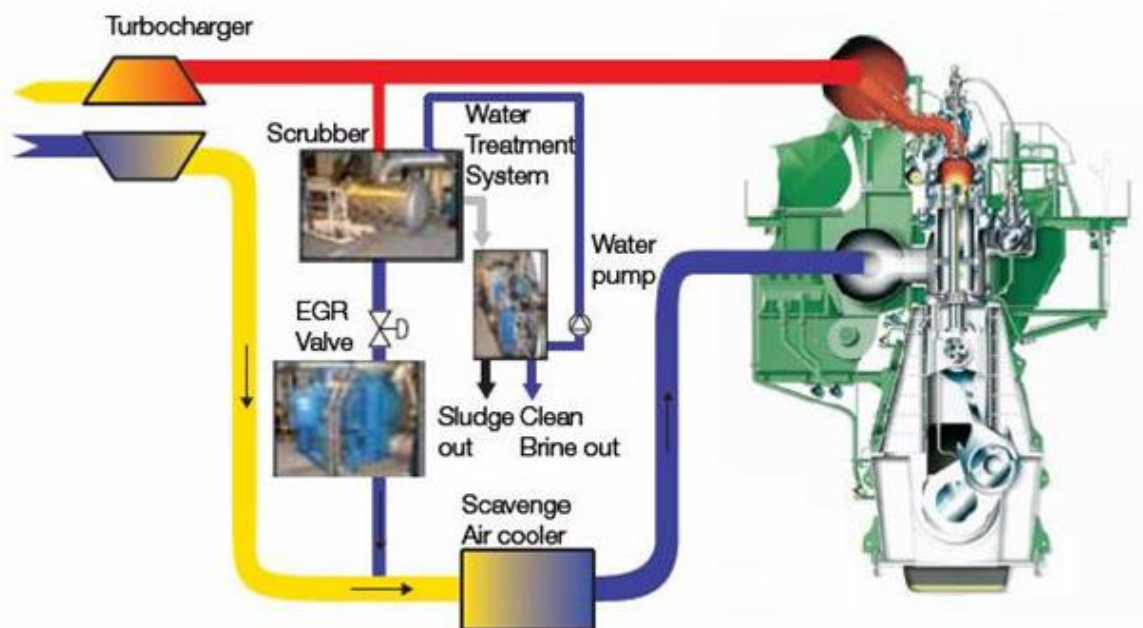 Turbocharger
Scrubber
Water
Treatment
System
Water
pump
EGR
Valve
Sludge
out
Clean
Brine out
Scavenge
Air cooler